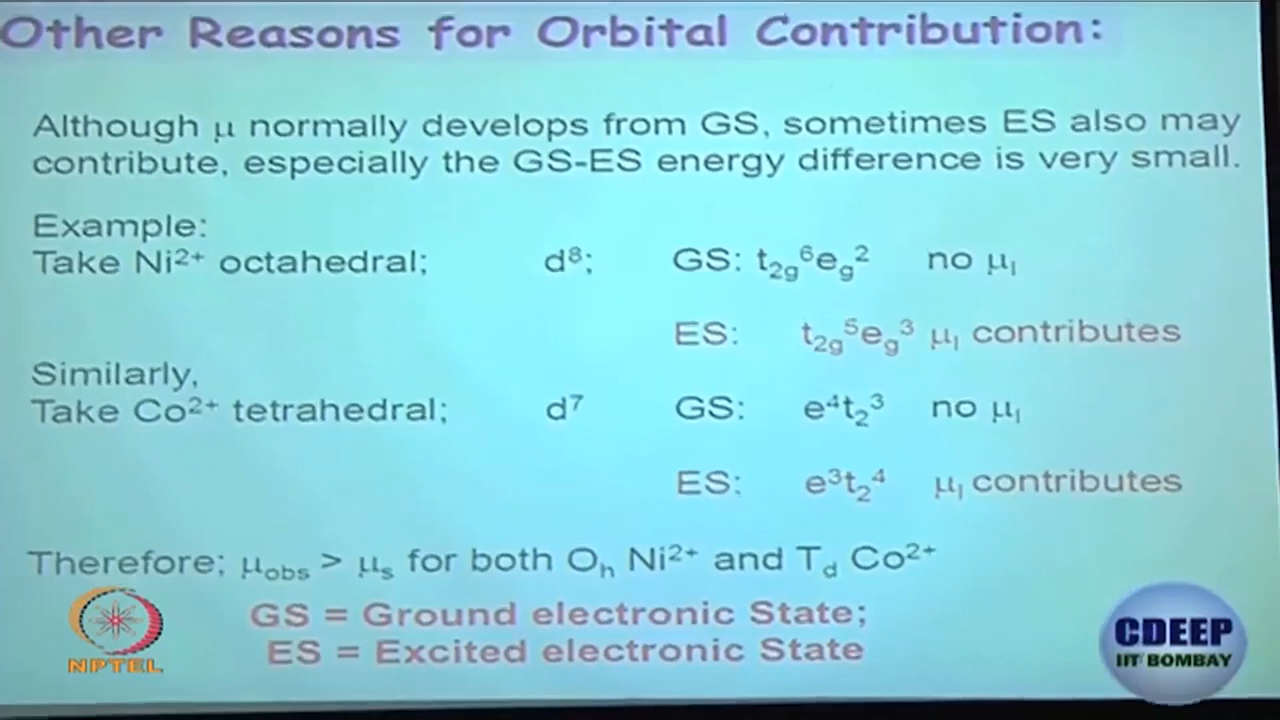 Other Reasons for Orbital Contribution:
Although μ normally develops from GS, sometimes ES also may
contribute, especially the GS-ES energy difference is very small.
Example:
Take Ni²⁺ octahedral; d⁸; GS: t₂g⁶eg² no μₗ
ES: t₂g⁵eg³ μₗ contributes
Similarly,
Take Co²⁺ tetrahedral; d⁷ GS: e⁴t₂³ no μₗ
ES: e³t₂⁴ μₗ contributes
Therefore; μobs > μs for both Oh Ni²⁺ and Td Co²⁺
GS = Ground electronic State;
ES = Excited electronic State
NPTEL
CDEEP
IIT BOMBAY